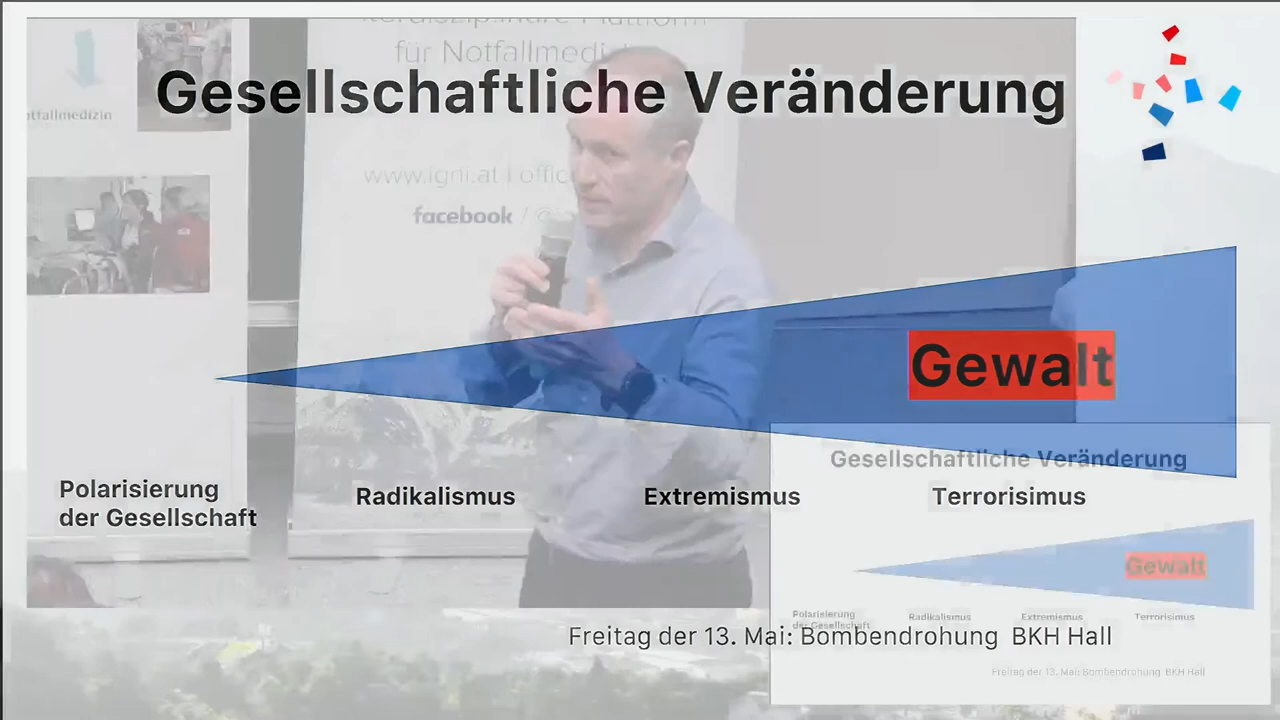 für Notfallmedi
Gesellschaftliche Veränderung
otfallmedizin
www.igni.at | offic
facebook /
Gewalt
Polarisierung
der Gesellschaft
Radikalismus
Extremismus
Terrorisimus
Freitag der 13. Mai: Bombendrohung BKH Hall
Gesellschaftliche Veränderung
Gewalt
Polarisierung
der Gesellschaft
Radikalismus
Extremismus
Terrorisimus
Freitag der 13. Mai: Bombendrohung BKH Hall